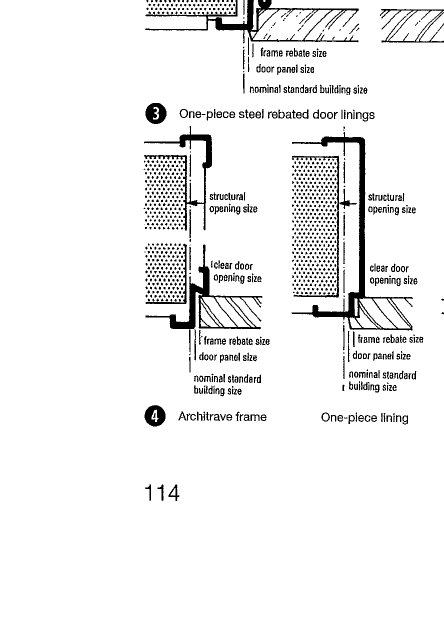 frame rebate size
door panel size
nominal standard building size
3 One-piece steel rebated door linings
structural
opening size
clear door
opening size
frame rebate size
door panel size
nominal standard
building size
structural
opening size
clear door
opening size
frame rebate size
door panel size
nominal standard
building size
4 Architrave frame
One-piece lining
114